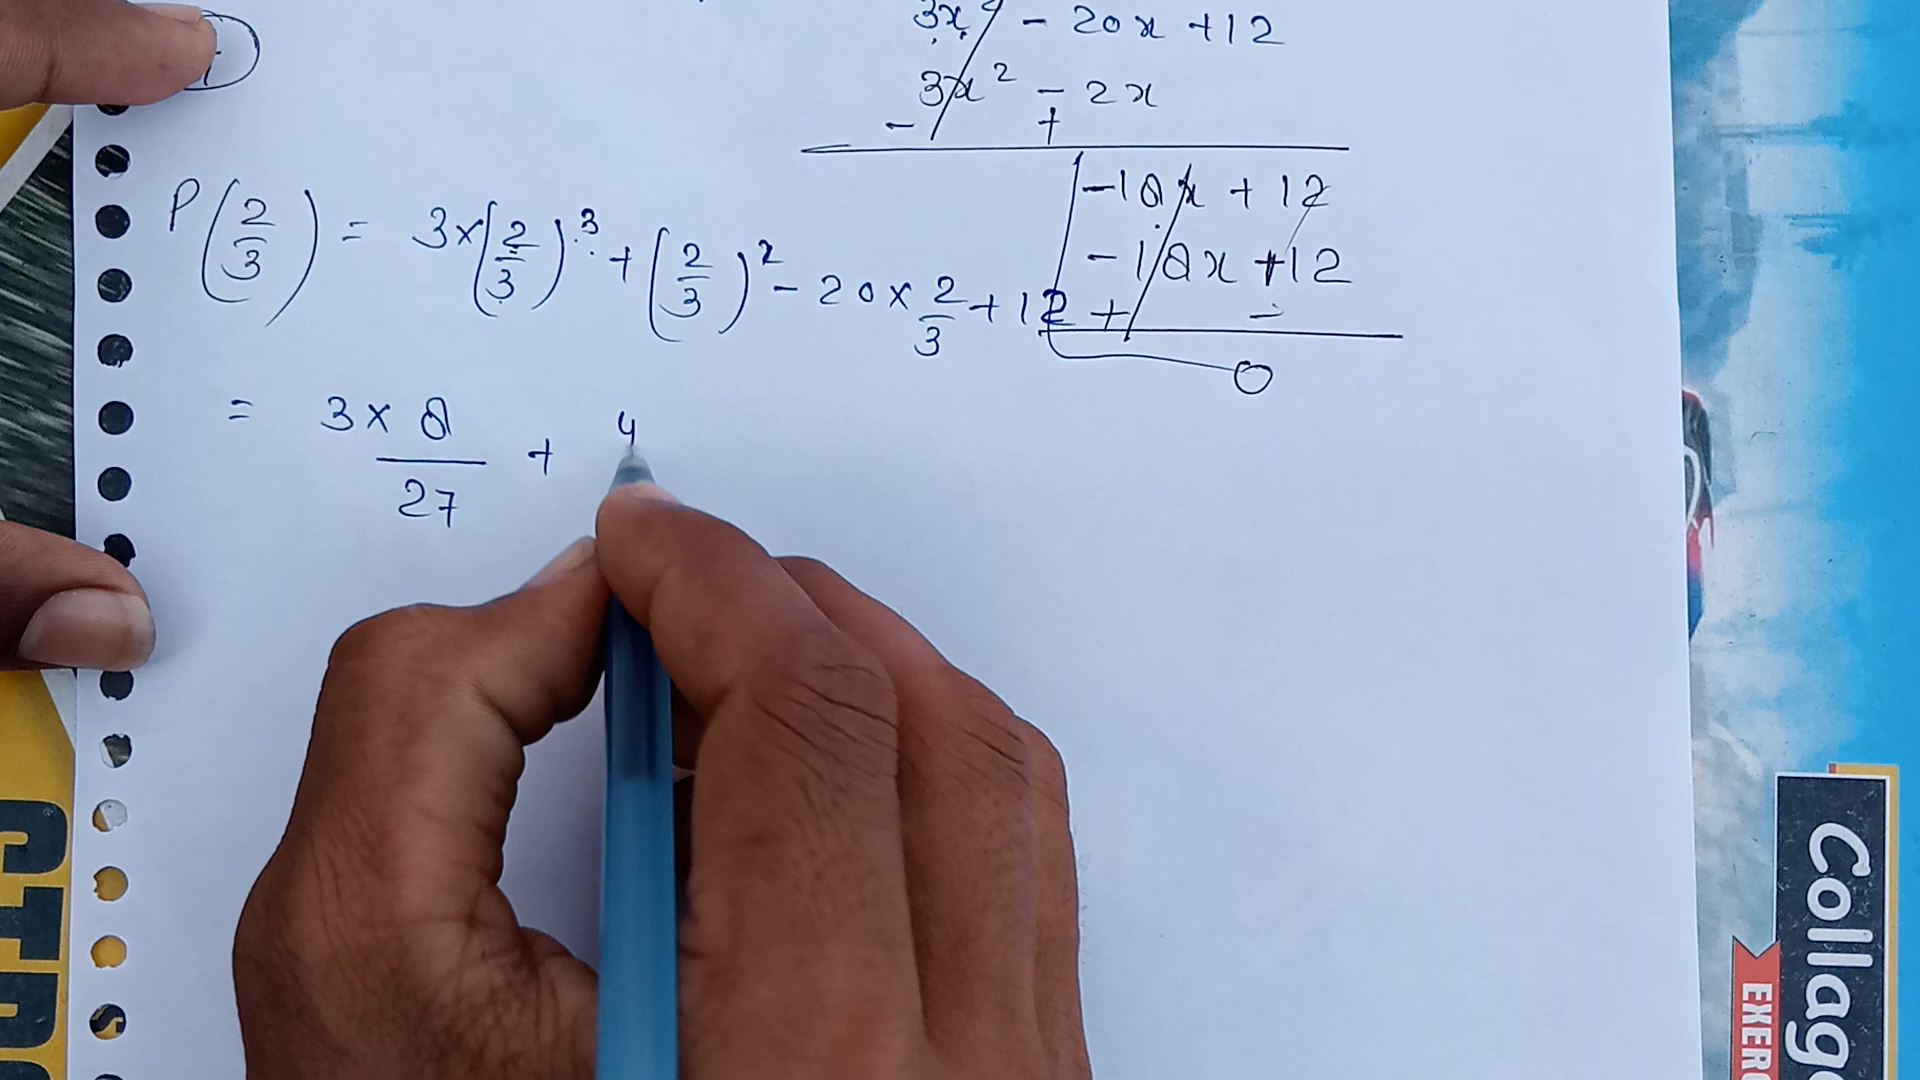 3x² - 20x + 12
3x² - 2x
- +
-18x + 12
-18x + 12
+ -
0
P(2/3) = 3×(2/3)³ + (2/3)² - 20 × 2/3 + 12
= 3 × 8/27 + 4
Collag
EXERC